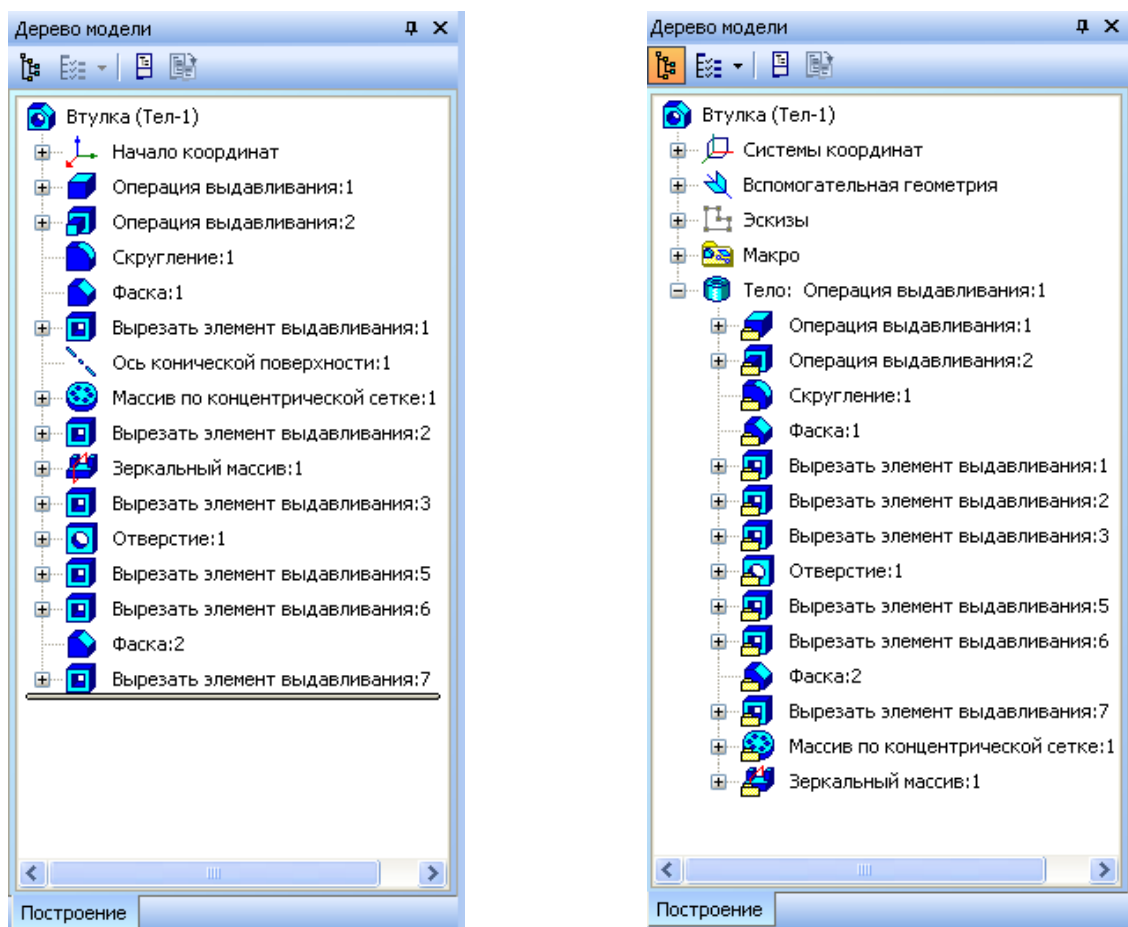 Дерево модели
Втулка (Тел-1)
Начало координат
Операция выдавливания:1
Операция выдавливания:2
Скругление:1
Фаска:1
Вырезать элемент выдавливания:1
Ось конической поверхности:1
Массив по концентрической сетке:1
Вырезать элемент выдавливания:2
Зеркальный массив:1
Вырезать элемент выдавливания:3
Отверстие:1
Вырезать элемент выдавливания:5
Вырезать элемент выдавливания:6
Фаска:2
Вырезать элемент выдавливания:7
Построение
Дерево модели
Втулка (Тел-1)
Системы координат
Вспомогательная геометрия
Эскизы
Макро
Тело: Операция выдавливания:1
Операция выдавливания:1
Операция выдавливания:2
Скругление:1
Фаска:1
Вырезать элемент выдавливания:1
Вырезать элемент выдавливания:2
Вырезать элемент выдавливания:3
Отверстие:1
Вырезать элемент выдавливания:5
Вырезать элемент выдавливания:6
Фаска:2
Вырезать элемент выдавливания:7
Массив по концентрической сетке:1
Зеркальный массив:1
Построение